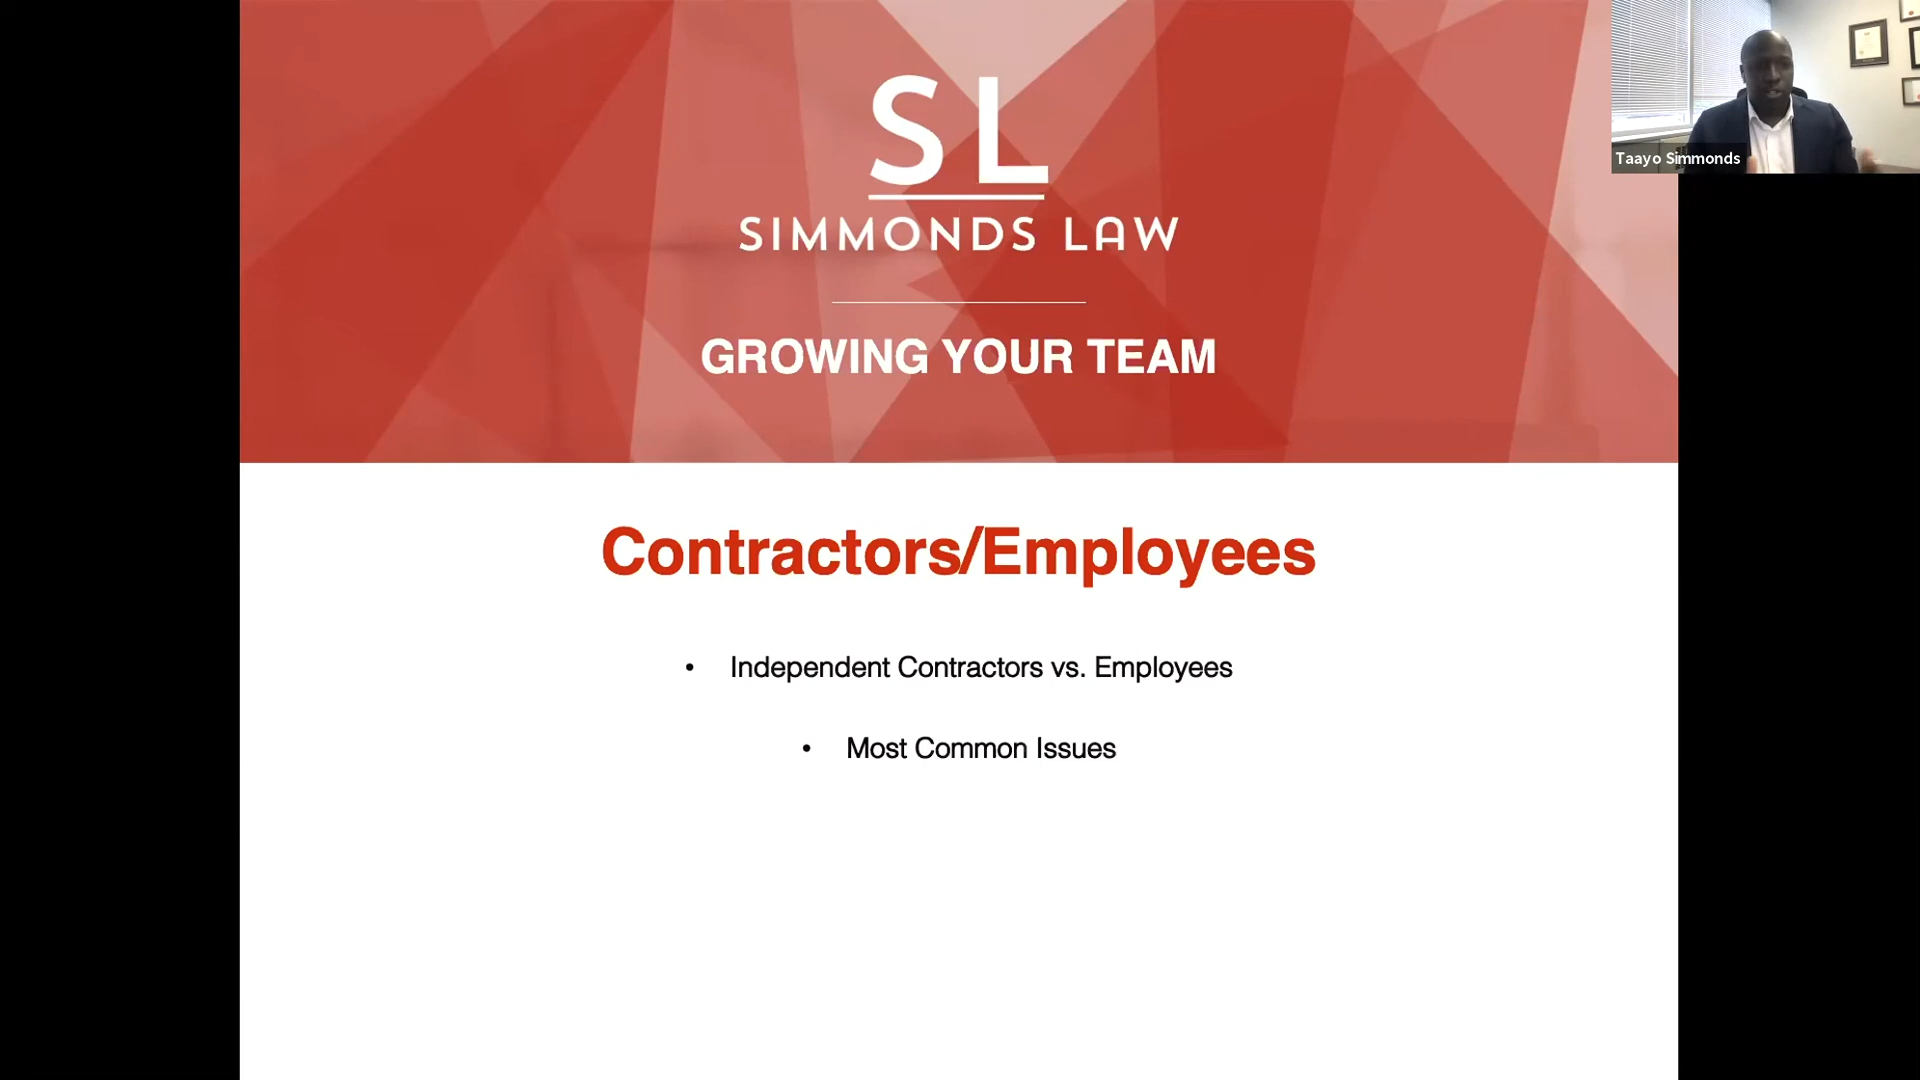 SL
SIMMONDS LAW
GROWING YOUR TEAM
Taayo Simmonds
Contractors/Employees
• Independent Contractors vs. Employees
• Most Common Issues